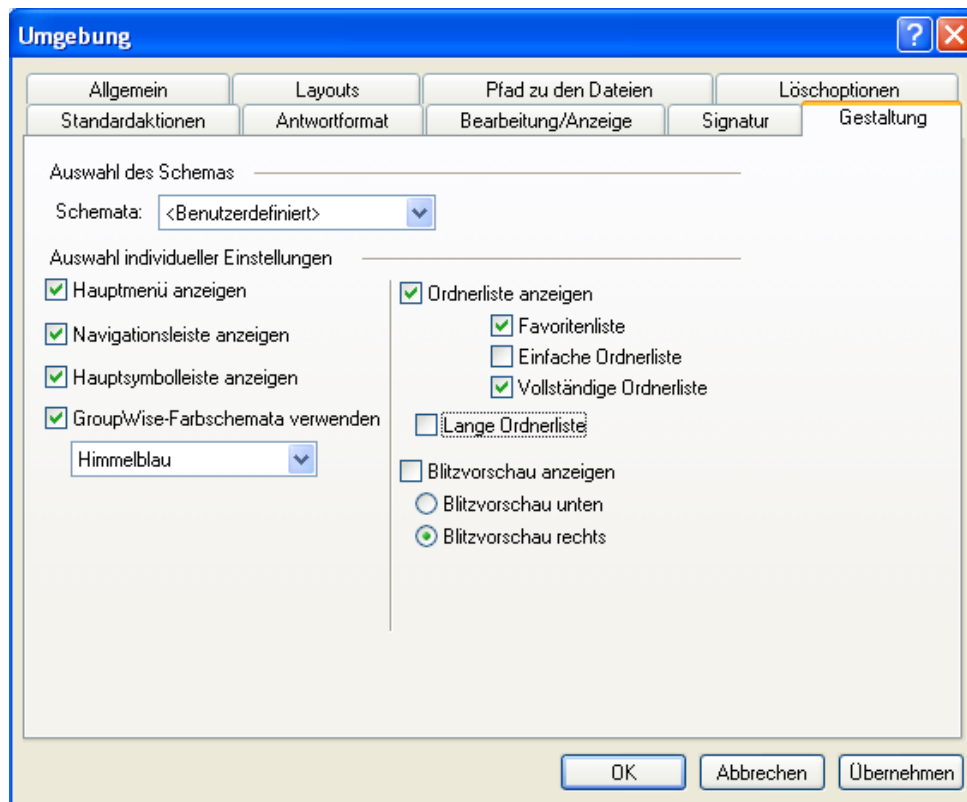 Umgebung
Allgemein Layouts Pfad zu den Dateien Löschoptionen
Standardaktionen Antwortformat Bearbeitung/Anzeige Signatur Gestaltung
Auswahl des Schemas
Schemata: <Benutzerdefiniert>
Auswahl individueller Einstellungen
Hauptmenü anzeigen
Navigationsleiste anzeigen
Hauptsymbolleiste anzeigen
GroupWise-Farbschemata verwenden
Himmelblau
Ordnerliste anzeigen
Favoritenliste
Einfache Ordnerliste
Vollständige Ordnerliste
Lange Ordnerliste
Blitzvorschau anzeigen
Blitzvorschau unten
Blitzvorschau rechts
OK Abbrechen Übernehmen